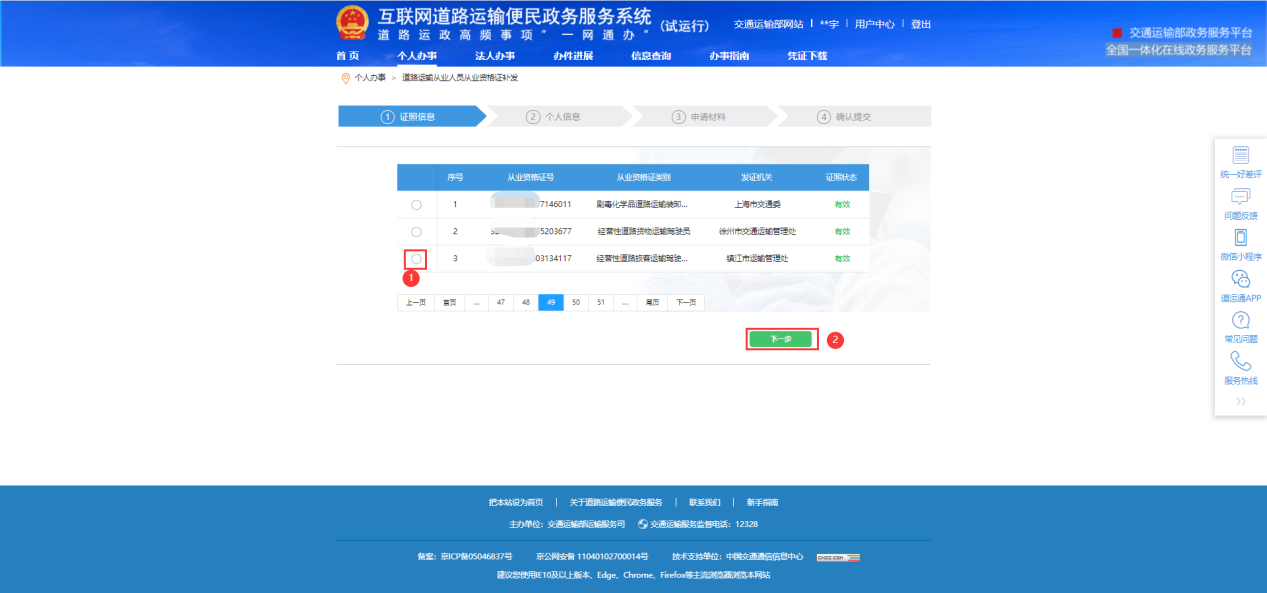 互联网道路运输便民政务服务系统 (试运行)
道路运政高频事项"一网通办"
交通运输部网站 | **宇 | 用户中心 | 登出
交通运输部政务服务平台
全国一体化在线政务服务平台
首页 个人办事 法人办事 办件进展 信息查询 办事指南 凭证下载
个人办事 > 道路运输从业人员从业资格证补发
1 证照信息 2 个人信息 3 申请材料 4 确认提交
序号 从业资格证号 从业资格证类别 发证机关 证照状态
1 7146011 剧毒化学品道路运输装卸... 上海市交通委 有效
2 5203677 经营性道路货物运输驾驶员 徐州市交通运输管理处 有效
3 03134117 经营性道路旅客运输驾驶... 镇江市运输管理处 有效
1
上一页 首页 ... 47 48 49 50 51 ... 尾页 下一页
下一步 2
统一好差评
问题反馈
微信小程序
道运通APP
常见问题
服务热线
把本站设为首页 | 关于道路运输便民政务服务 | 联系我们 | 新手指南
主办单位：交通运输部运输服务司 交通运输服务监督电话：12328
备案：京ICP备05046837号 京公网安备 11040102700014号 技术支持单位：中国交通通信信息中心
建议您使用IE10及以上版本、Edge、Chrome、Firefox等主流浏览器浏览本网站